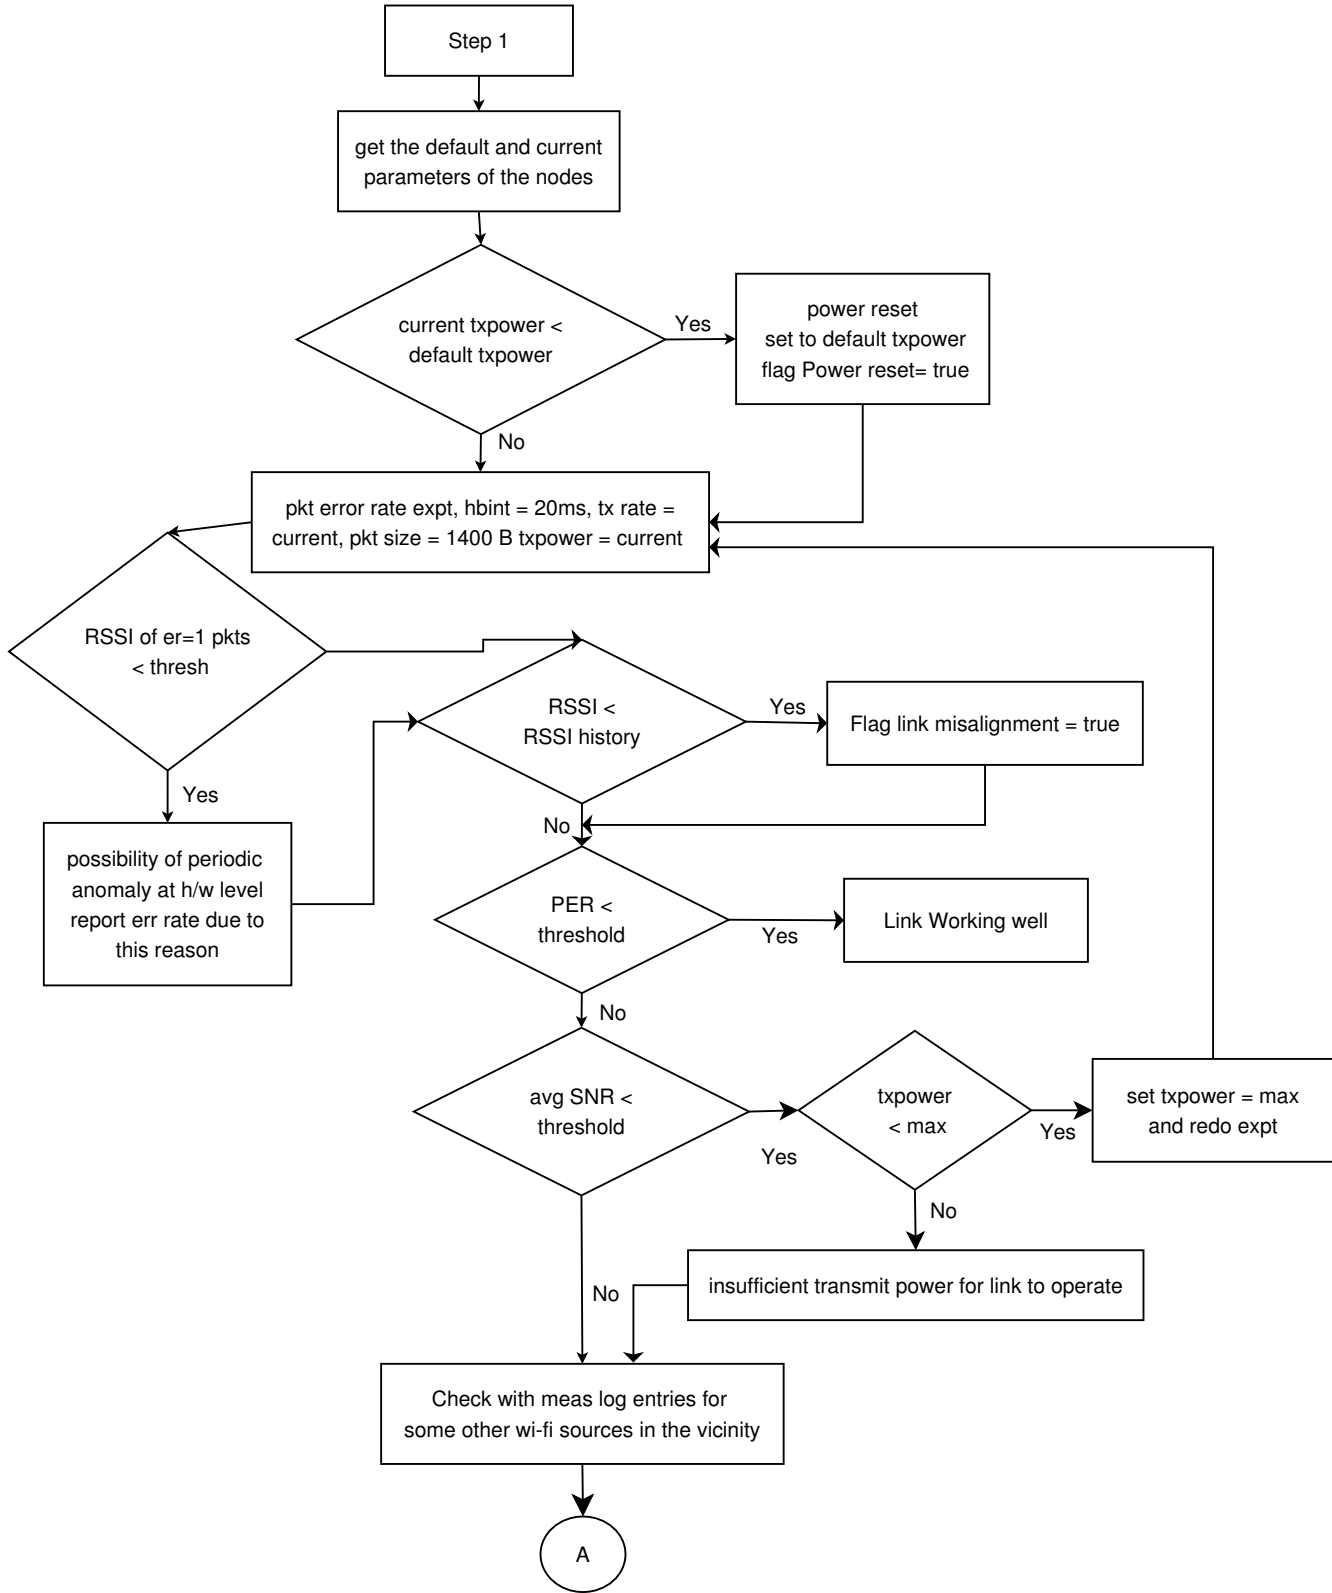 Step 1
get the default and current
parameters of the nodes
current txpower <
default txpower
Yes
power reset
set to default txpower
flag Power reset= true
No
pkt error rate expt, hbint = 20ms, tx rate =
current, pkt size = 1400 B txpower = current
RSSI of er=1 pkts
< thresh
Yes
possibility of periodic
anomaly at h/w level
report err rate due to
this reason
RSSI <
RSSI history
Yes
Flag link misalignment = true
No
PER <
threshold
Yes
Link Working well
No
avg SNR <
threshold
Yes
txpower
< max
Yes
set txpower = max
and redo expt
No
insufficient transmit power for link to operate
No
Check with meas log entries for
some other wi-fi sources in the vicinity
A